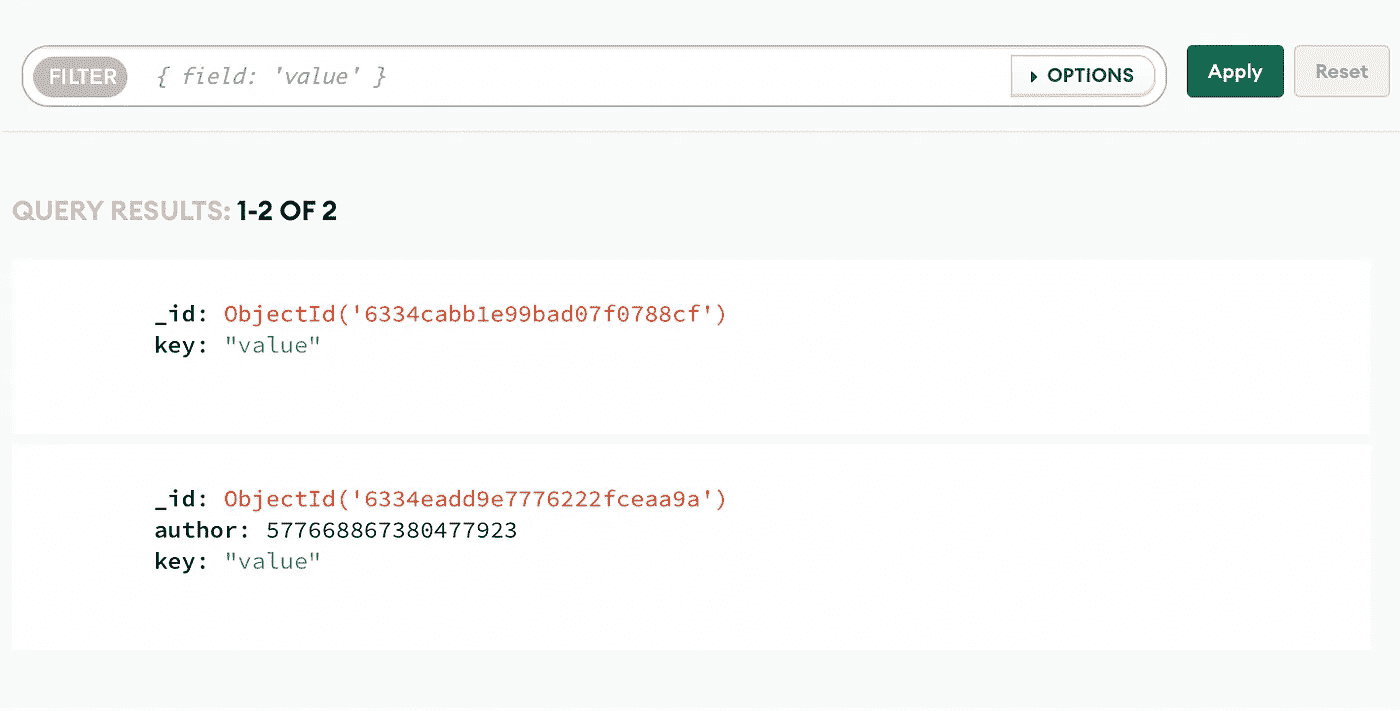 FILTER { field: 'value' } OPTIONS Apply Reset
QUERY RESULTS: 1-2 OF 2
_id: ObjectId('6334cabb1e99bad07f0788cf')
key: "value"
_id: ObjectId('6334eadd9e7776222fceaa9a')
author: 577668867380477923
key: "value"